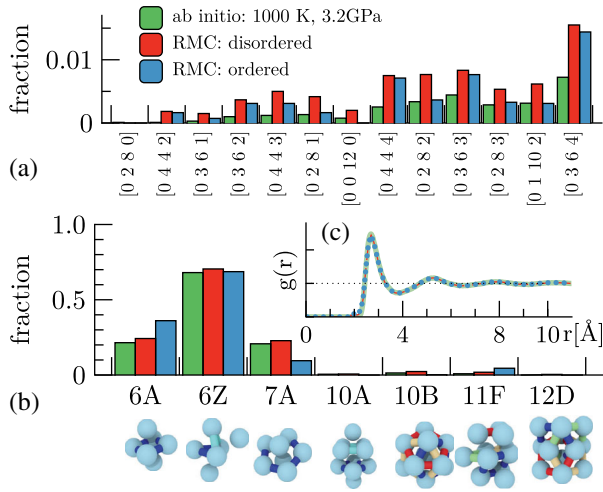 ab initio: 1000 K, 3.2GPa
RMC: disordered
RMC: ordered
fraction
0.01
0
[0 2 8 0]
[0 4 4 2]
[0 3 6 1]
[0 3 6 2]
[0 4 4 3]
[0 2 8 1]
[0 0 12 0]
[0 4 4 4]
[0 2 8 2]
[0 3 6 3]
[0 2 8 3]
[0 1 10 2]
[0 3 6 4]
(a)
1.0
(c)
g(r)
fraction
0.5
0 4 8 r[Å]
0
6A 6Z 7A 10A 10B 11F 12D
(b)